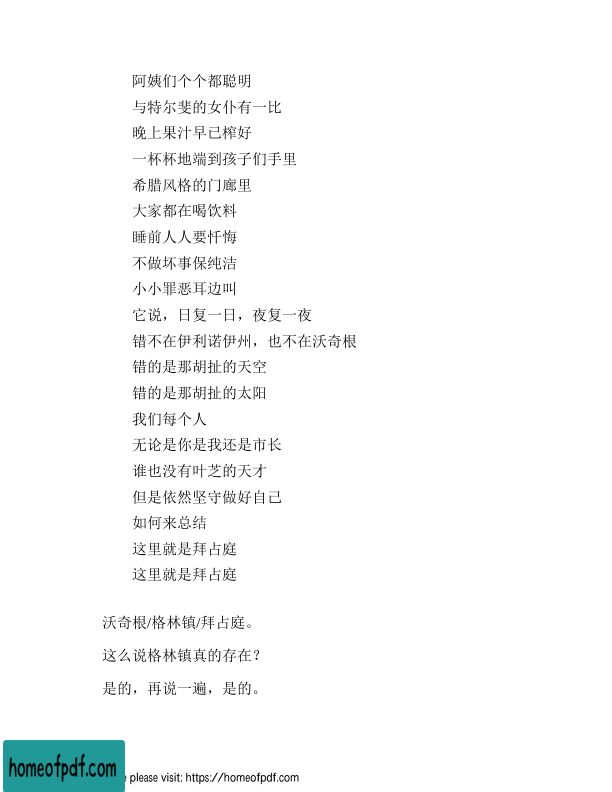 阿姨们个个都聪明
与特尔斐的女仆有一比
晚上果汁早已榨好
一杯杯地端到孩子们手里
希腊风格的门廊里
大家都在喝饮料
睡前人人要忏悔
不做坏事保纯洁
小小罪恶耳边叫
它说，日复一日，夜复一夜
错不在伊利诺伊州，也不在沃奇根
错的是那胡扯的天空
错的是那胡扯的太阳
我们每个人
无论是你是我还是市长
谁也没有叶芝的天才
但是依然坚守做好自己
如何来总结
这里就是拜占庭
这里就是拜占庭
沃奇根/格林镇/拜占庭。
这么说格林镇真的存在？
是的，再说一遍，是的。
homeofpdf.com
please visit: https://homeofpdf.com